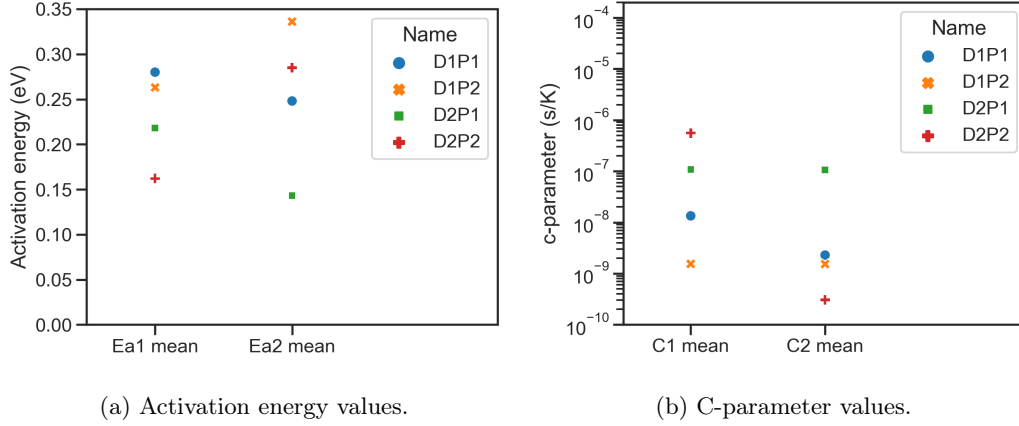 0.35
0.30
0.25
0.20
0.15
0.10
0.05
0.00
Activation energy (eV)
Ea1 mean Ea2 mean
Name
D1P1
D1P2
D2P1
D2P2
(a) Activation energy values.
10⁻⁴
10⁻⁵
10⁻⁶
10⁻⁷
10⁻⁸
10⁻⁹
10⁻¹⁰
c-parameter (s/K)
C1 mean C2 mean
Name
D1P1
D1P2
D2P1
D2P2
(b) C-parameter values.